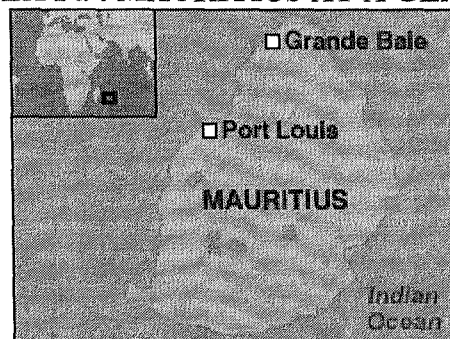 Grande Baie
Port Louis
MAURITIUS
Indian
Ocean